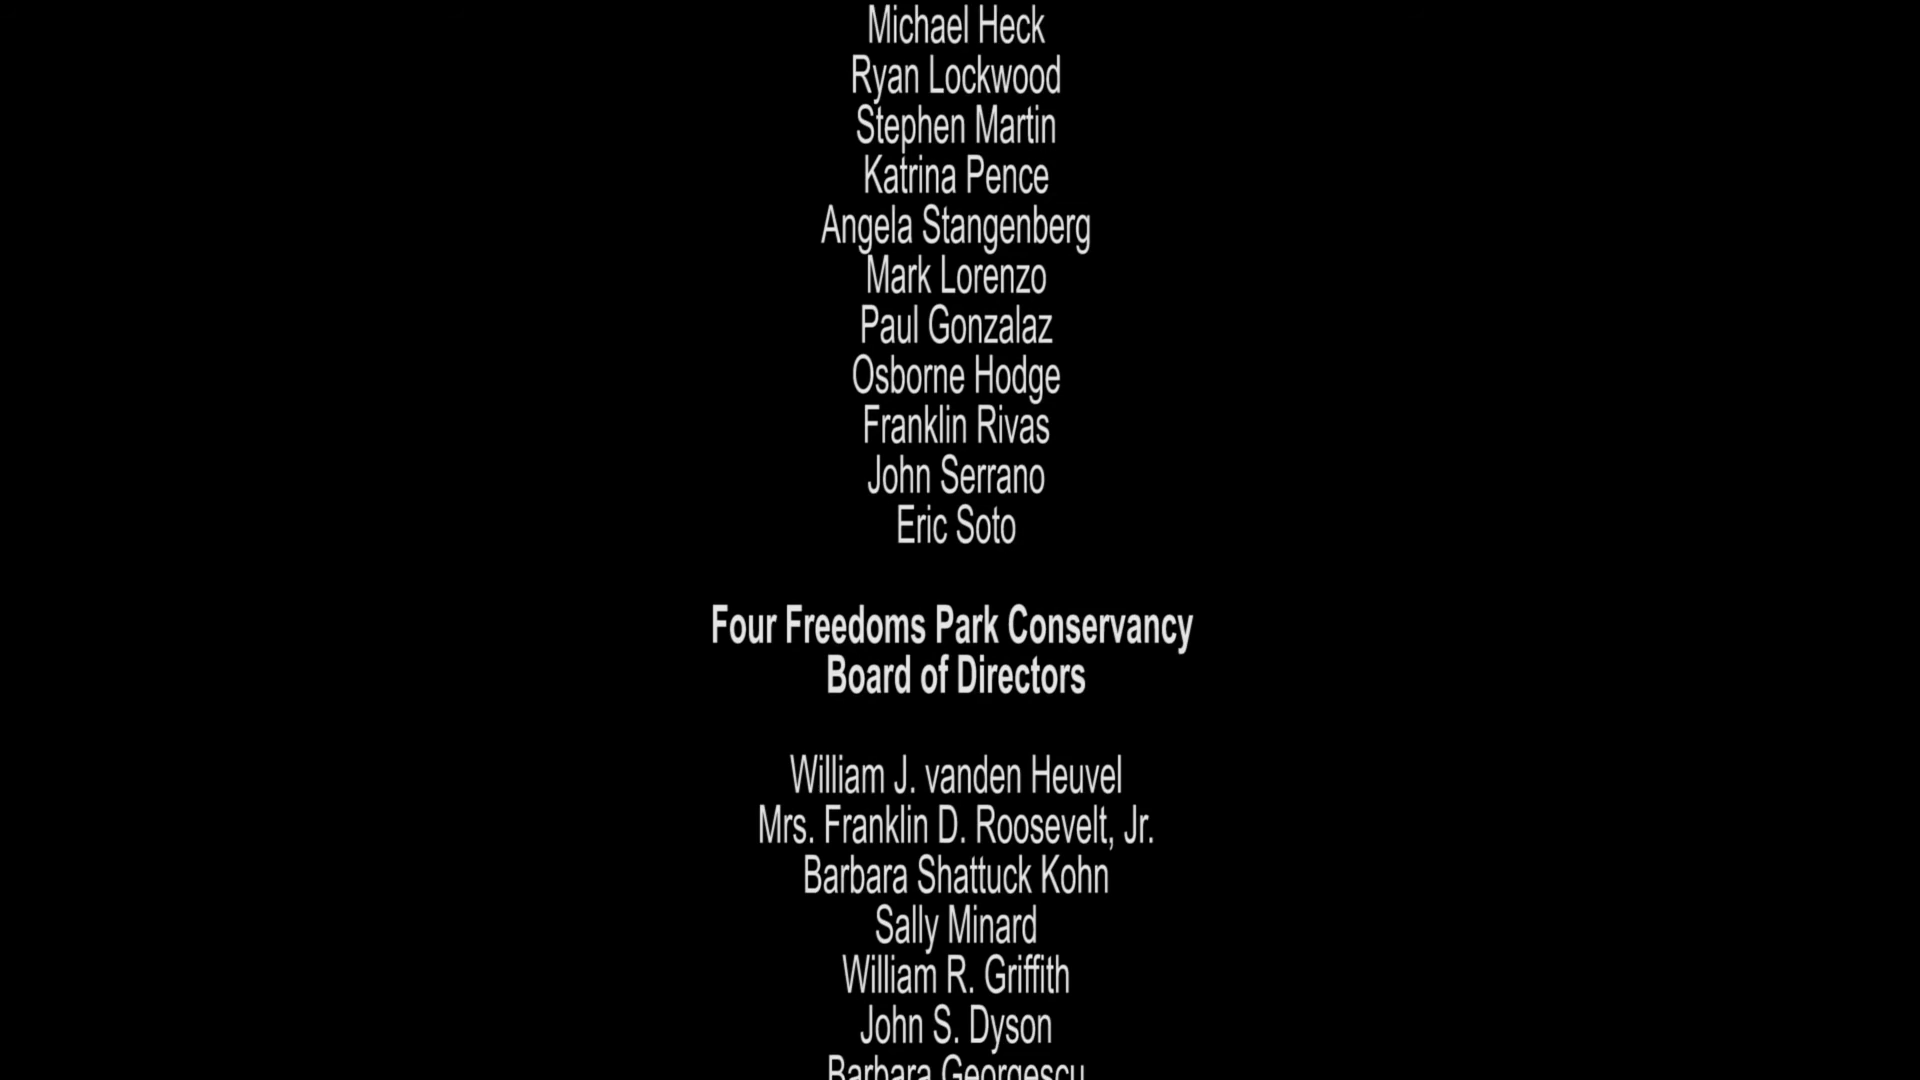 Michael Heck
Ryan Lockwood
Stephen Martin
Katrina Pence
Angela Stangenberg
Mark Lorenzo
Paul Gonzalaz
Osborne Hodge
Franklin Rivas
John Serrano
Eric Soto
Four Freedoms Park Conservancy
Board of Directors
William J. vanden Heuvel
Mrs. Franklin D. Roosevelt, Jr.
Barbara Shattuck Kohn
Sally Minard
William R. Griffith
John S. Dyson
Barbara Georgescu